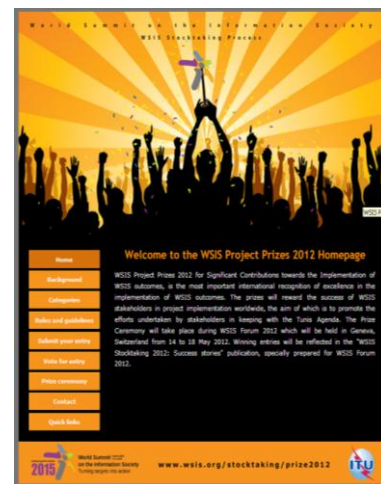 World Summit on the Information Society
WSIS Stocktaking Process
WSIS P
Home
Background
Categories
Rules and guidelines
Submit your entry
Vote for entry
Prize ceremony
Contact
Quick links
Welcome to the WSIS Project Prizes 2012 Homepage
WSIS Project Prizes 2012 for Significant Contributions towards the Implementation of
WSIS outcomes, is the most important international recognition of excellence in the
implementation of WSIS outcomes. The prizes will reward the success of WSIS
stakeholders in project implementation worldwide, the aim of which is to promote the
efforts undertaken by stakeholders in keeping with the Tunis Agenda. The Prize
Ceremony will take place during WSIS Forum 2012 which will be held in Geneva,
Switzerland from 14 to 18 May 2012. Winning entries will be reflected in the "WSIS
Stocktaking 2012: Success stories" publication, specially prepared for WSIS Forum
2012.
2015
World Summit
on the Information Society
Turning targets into action
www.wsis.org/stocktaking/prize2012
ITU